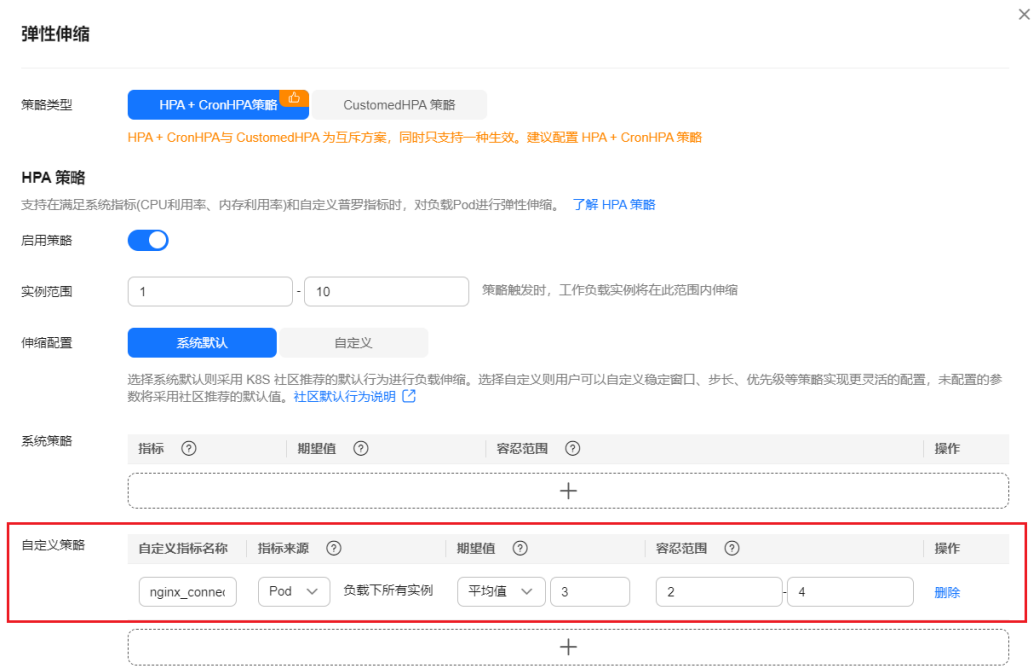 弹性伸缩
策略类型 HPA + CronHPA策略 CustomedHPA 策略
HPA + CronHPA与 CustomedHPA 为互斥方案，同时只支持一种生效。建议配置 HPA + CronHPA 策略
HPA 策略
支持在满足系统指标(CPU利用率、内存利用率)和自定义普罗指标时，对负载Pod进行弹性伸缩。 了解 HPA 策略
启用策略
实例范围 1 - 10 策略触发时，工作负载实例将在此范围内伸缩
伸缩配置 系统默认 自定义
选择系统默认则采用 K8S 社区推荐的默认行为进行负载伸缩。选择自定义则用户可以自定义稳定窗口、步长、优先级等策略实现更灵活的配置，未配置的参
数将采用社区推荐的默认值。社区默认行为说明
系统策略 指标 ? 期望值 ? 容忍范围 ? 操作
+
自定义策略 自定义指标名称 指标来源 ? 期望值 ? 容忍范围 ? 操作
nginx_connec Pod 负载下所有实例 平均值 3 2 - 4 删除
+